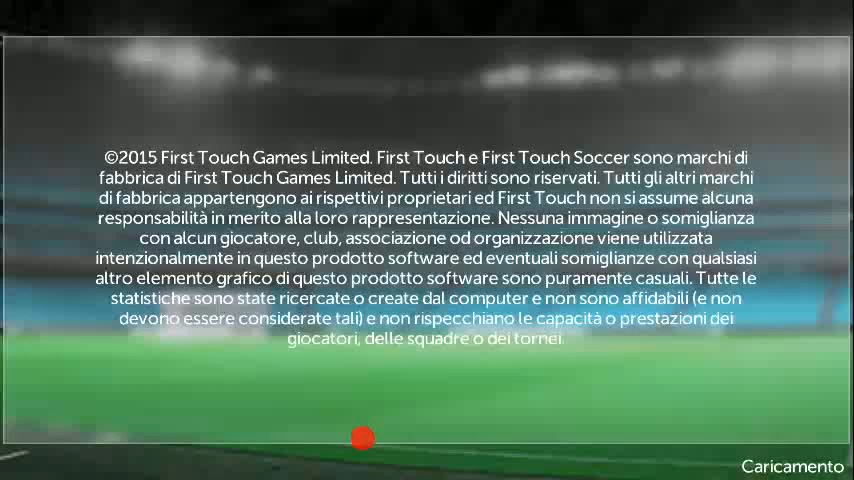 ©2015 First Touch Games Limited. First Touch e First Touch Soccer sono marchi di
fabbrica di First Touch Games Limited. Tutti i diritti sono riservati. Tutti gli altri marchi
di fabbrica appartengono ai rispettivi proprietari ed First Touch non si assume alcuna
responsabilità in merito alla loro rappresentazione. Nessuna immagine o somiglianza
con alcun giocatore, club, associazione od organizzazione viene utilizzata
intenzionalmente in questo prodotto software ed eventuali somiglianze con qualsiasi
altro elemento grafico di questo prodotto software sono puramente casuali. Tutte le
statistiche sono state ricercate o create dal computer e non sono affidabili (e non
devono essere considerate tali) e non rispecchiano le capacità o prestazioni dei
giocatori, delle squadre o dei tornei.
Caricamento